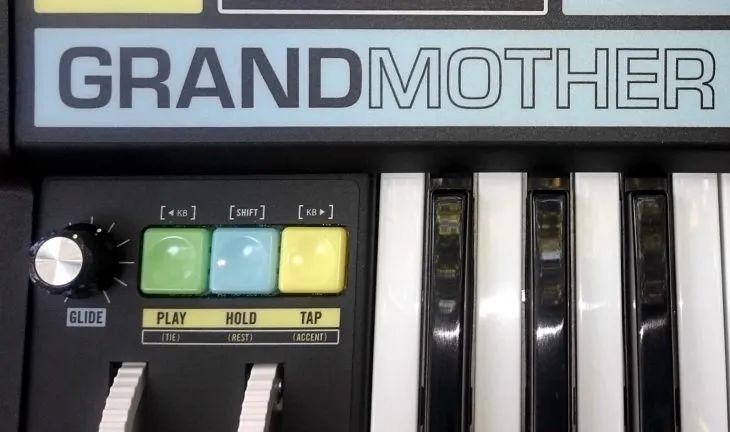 GRANDMOTHER
[◄ KB] [SHIFT] [KB ►]
GLIDE
PLAY HOLD TAP
(TIE) (REST) (ACCENT)